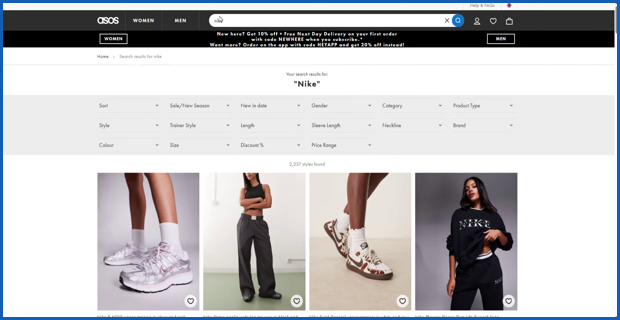 Help & FAQs
asos
WOMEN
MEN
nike
New here? Get 10% off + Free Next Day Delivery on your first order
with code NEWHERE when you subscribe.*
Want more? Order on the app with code HEYAPP and get 20% off instead!
WOMEN
MEN
Home › Search results for nike
Your search results for:
"Nike"
Sort
Sale/New Season
New in date
Gender
Category
Product Type
Style
Trainer Style
Length
Sleeve Length
Neckline
Brand
Colour
Size
Discount %
Price Range
2,237 styles found
NIKE